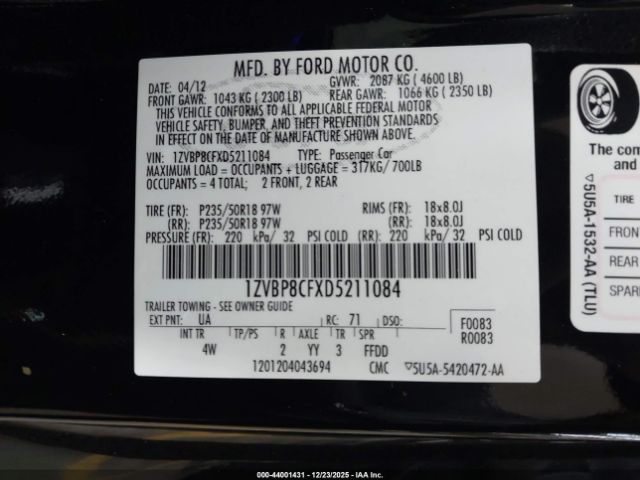 MFD. BY FORD MOTOR CO.
DATE: 04/12 GVWR: 2087 KG ( 4600 LB)
FRONT GAWR: 1043 KG ( 2300 LB) REAR GAWR: 1066 KG ( 2350 LB)
THIS VEHICLE CONFORMS TO ALL APPLICABLE FEDERAL MOTOR
VEHICLE SAFETY, BUMPER, AND THEFT PREVENTION STANDARDS
IN EFFECT ON THE DATE OF MANUFACTURE SHOWN ABOVE.
VIN: 1ZVBP8CFXD5211084 TYPE: Passenger Car
MAXIMUM LOAD = OCCUPANTS + LUGGAGE = 317KG/ 700LB
OCCUPANTS = 4 TOTAL; 2 FRONT, 2 REAR
TIRE (FR): P235/50R18 97W RIMS (FR): 18x8.0J
(RR): P235/50R18 97W (RR): 18x8.0J
PRESSURE (FR): 220 kPa/ 32 PSI COLD (RR): 220 kPa/ 32 PSI COLD
1ZVBP8CFXD5211084
TRAILER TOWING - SEE OWNER GUIDE
EXT PNT: UA RC: 71 DSO:
INT TR TP/PS R AXLE TR SPR
4W 2 YY 3 FFDD
F0083
R0083
1201204043694 CMC ▽5U5A-5420472-AA
The com
and
TIRE
FRON
REAR
SPAR
▽5U5A-1532-AA (TLU)
000-44001431 - 12/23/2025 - IAA, Inc.